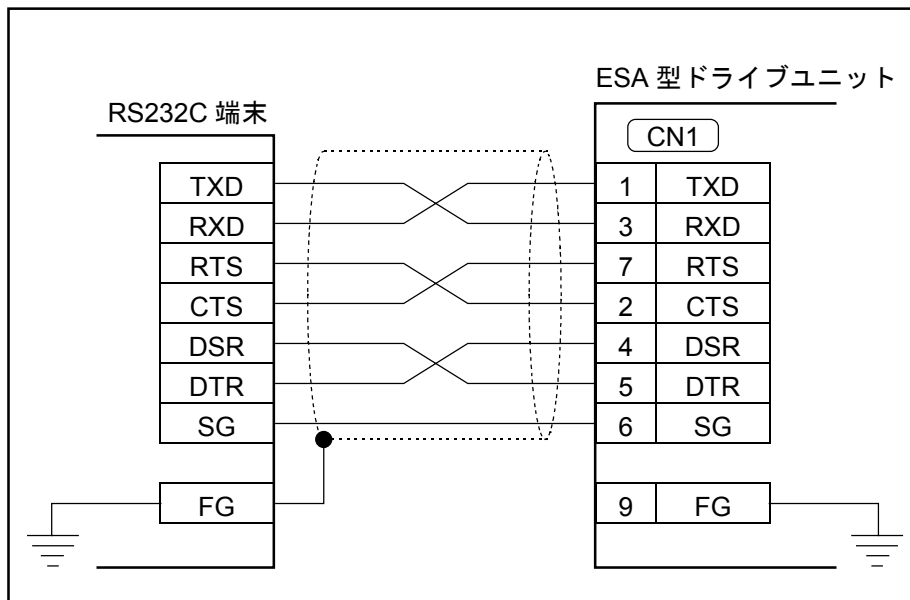 ESA 型ドライブユニット
RS232C 端末
CN1
TXD 1 TXD
RXD 3 RXD
RTS 7 RTS
CTS 2 CTS
DSR 4 DSR
DTR 5 DTR
SG 6 SG
FG 9 FG